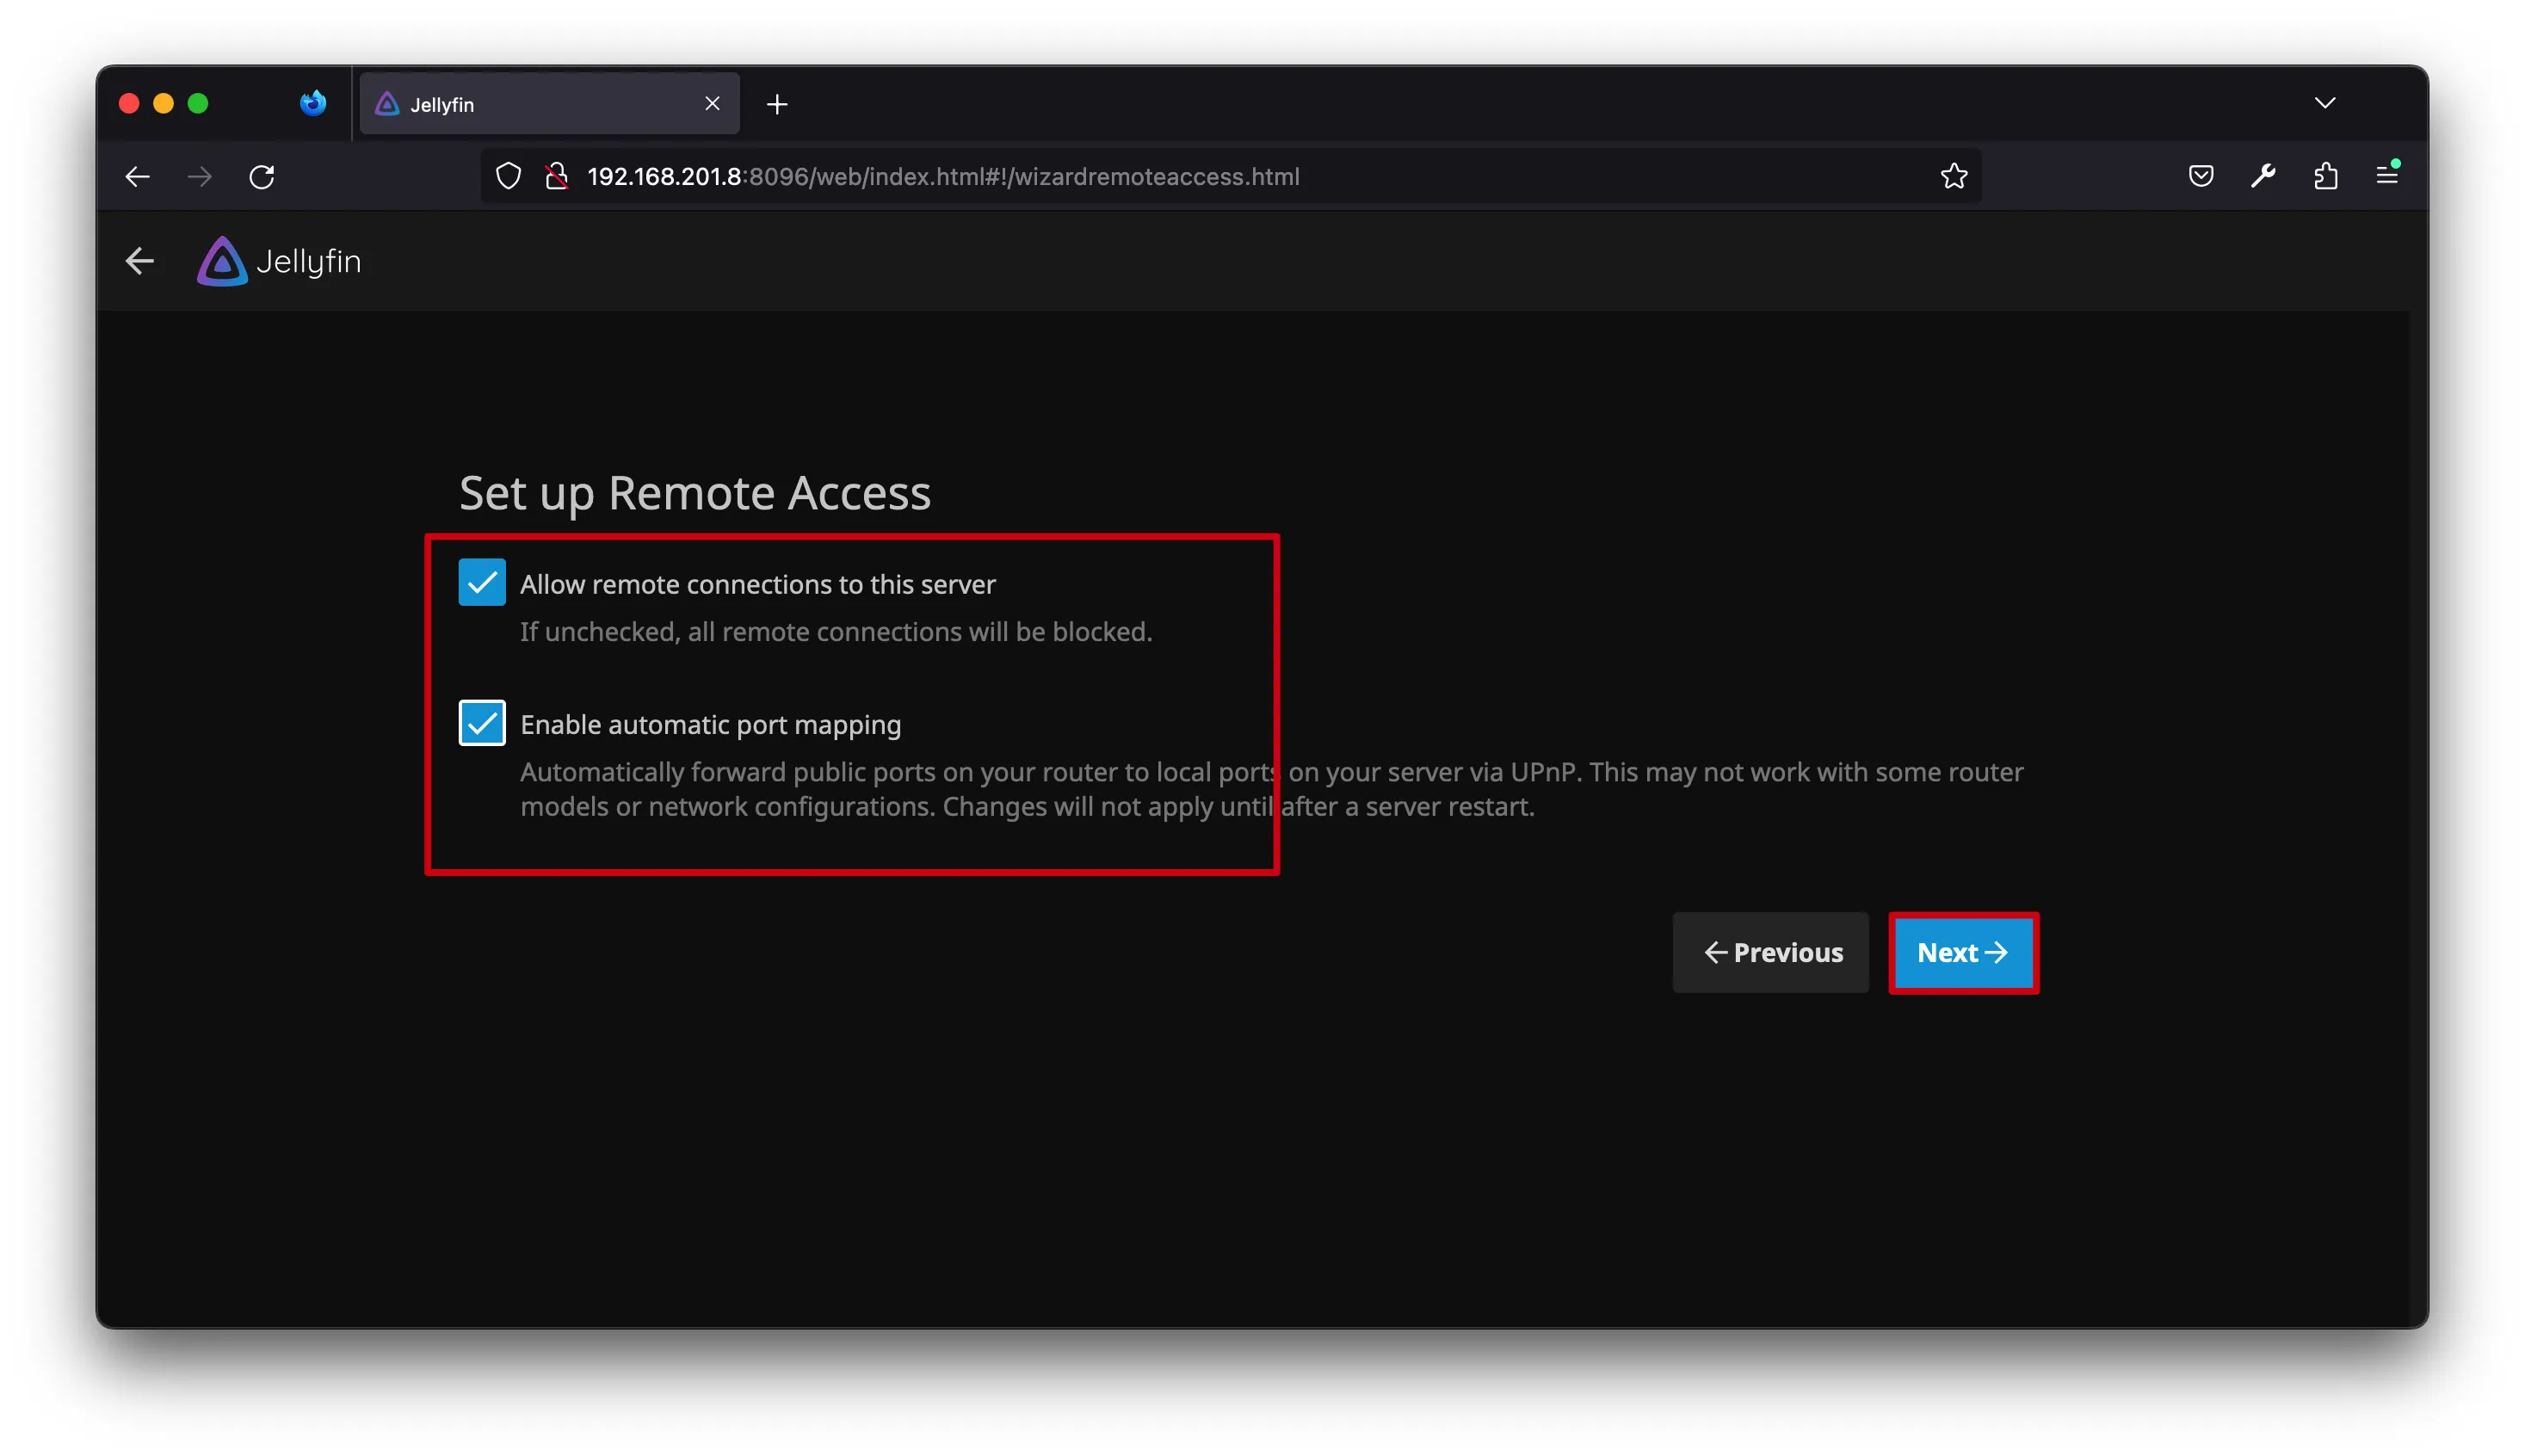 Jellyfin
192.168.201.8:8096/web/index.html#!/wizardremoteaccess.html
Jellyfin
Set up Remote Access
Allow remote connections to this server
If unchecked, all remote connections will be blocked.
Enable automatic port mapping
Automatically forward public ports on your router to local ports on your server via UPnP. This may not work with some router
models or network configurations. Changes will not apply until after a server restart.
Previous
Next